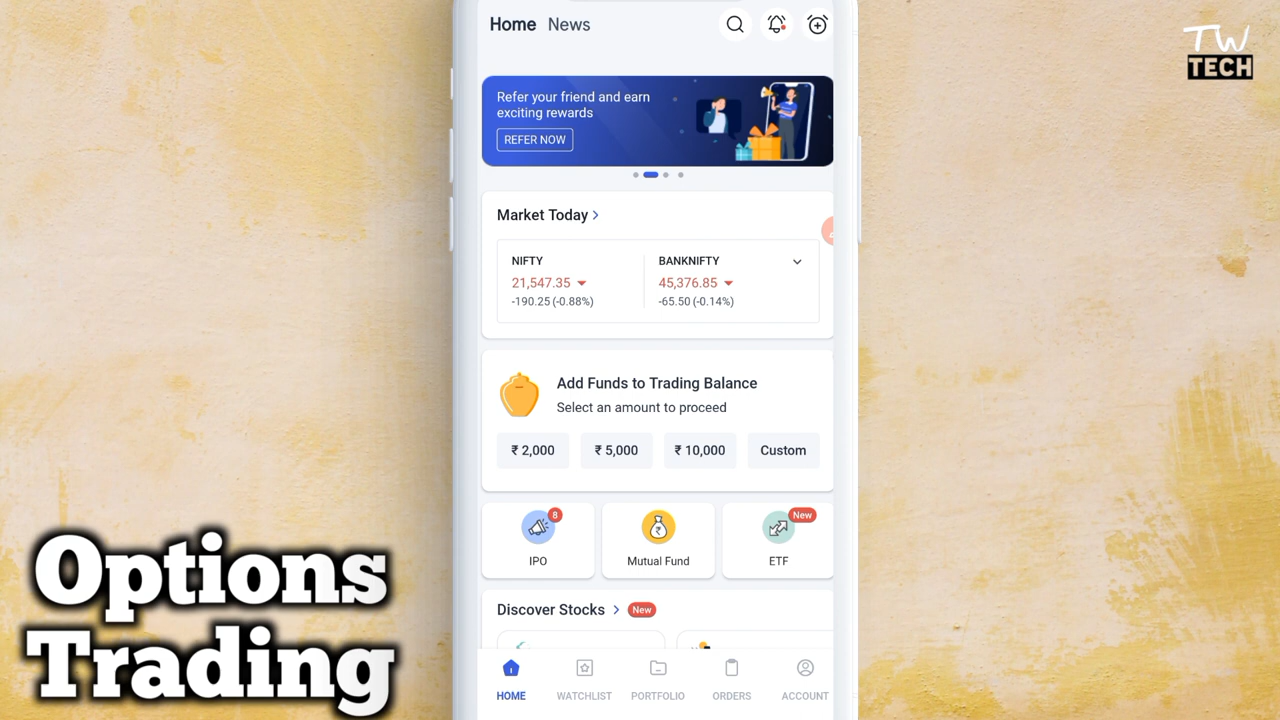 Home News
TW
TECH
Refer your friend and earn
exciting rewards
REFER NOW
Market Today
NIFTY BANKNIFTY
21,547.35 45,376.85
-190.25 (-0.88%) -65.50 (-0.14%)
Add Funds to Trading Balance
Select an amount to proceed
₹ 2,000 ₹ 5,000 ₹ 10,000 Custom
8 New
IPO Mutual Fund ETF
Discover Stocks New
HOME WATCHLIST PORTFOLIO ORDERS ACCOUNT
Options
Trading